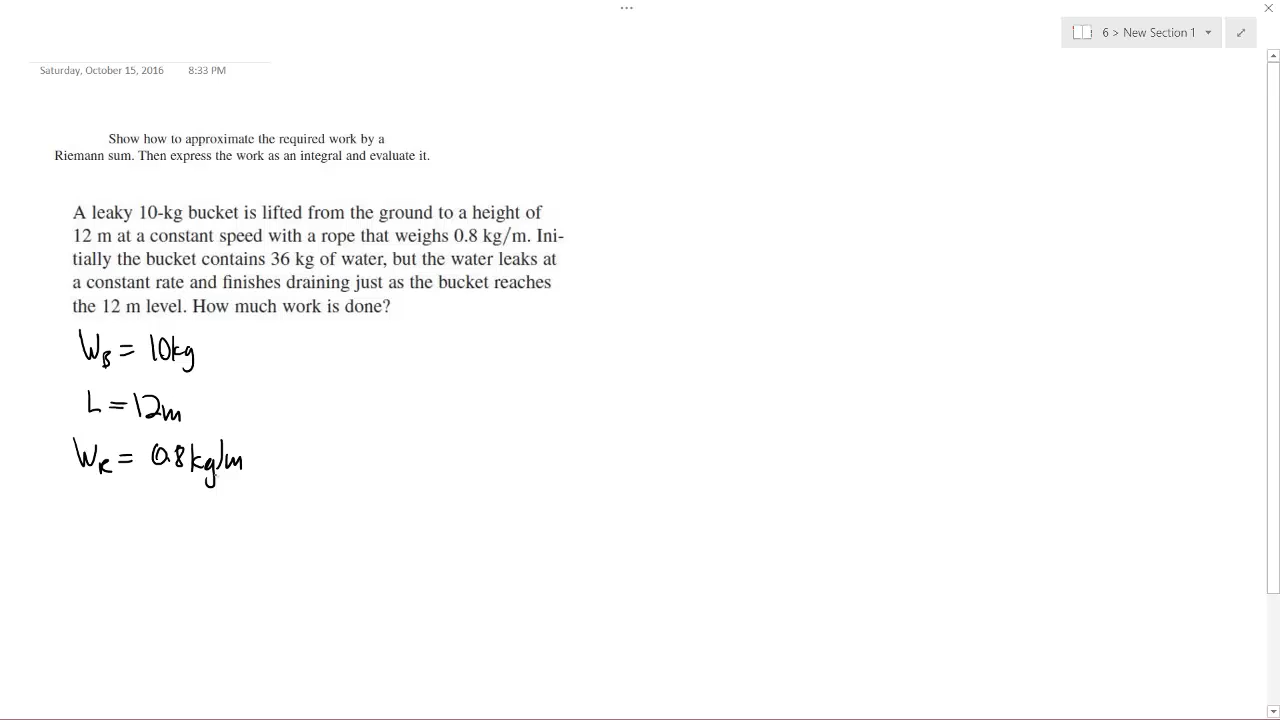 ...
6 > New Section 1
Saturday, October 15, 2016 8:33 PM
Show how to approximate the required work by a
Riemann sum. Then express the work as an integral and evaluate it.
A leaky 10-kg bucket is lifted from the ground to a height of
12 m at a constant speed with a rope that weighs 0.8 kg/m. Ini-
tially the bucket contains 36 kg of water, but the water leaks at
a constant rate and finishes draining just as the bucket reaches
the 12 m level. How much work is done?
W_B = 10kg
L = 12m
W_R = 0.8kg/m